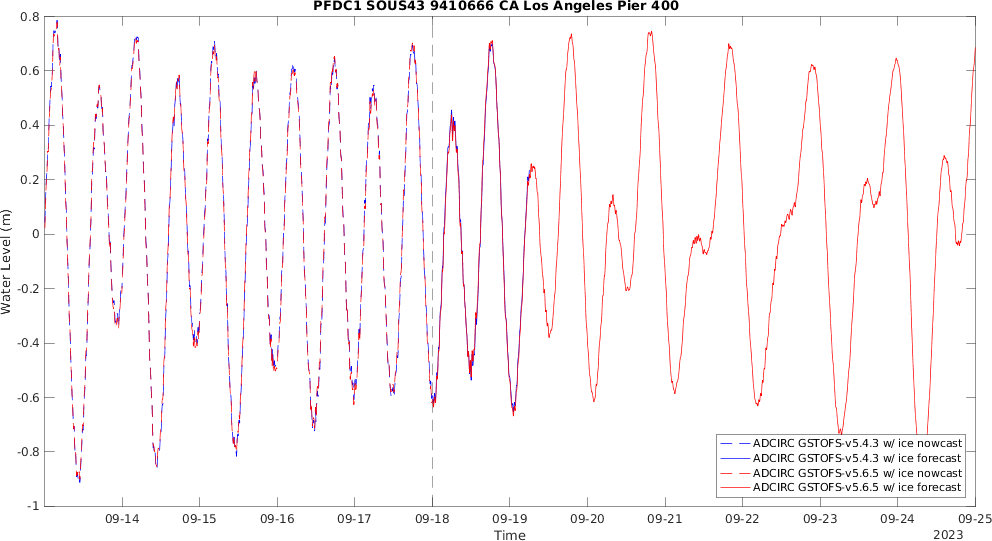 PFDC1 SOUS43 9410666 CA Los Angeles Pier 400
0.8
0.6
0.4
0.2
0
-0.2
-0.4
-0.6
-0.8
-1
Water Level (m)
09-14 09-15 09-16 09-17 09-18 09-19 09-20 09-21 09-22 09-23 09-24 09-25
Time
2023
ADCIRC GSTOFS-v5.4.3 w/ ice nowcast
ADCIRC GSTOFS-v5.4.3 w/ ice forecast
ADCIRC GSTOFS-v5.6.5 w/ ice nowcast
ADCIRC GSTOFS-v5.6.5 w/ ice forecast